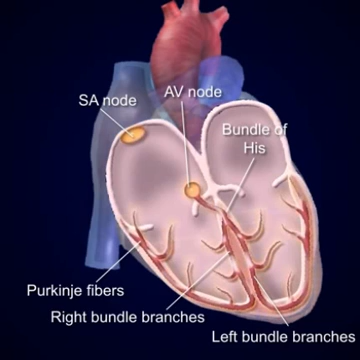 SA node
AV node
Bundle of
His
Purkinje fibers
Right bundle branches
Left bundle branches